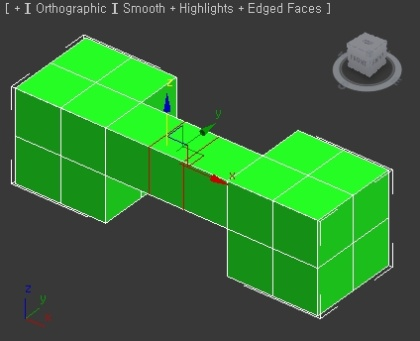 [ + ][ Orthographic ][ Smooth + Highlights + Edged Faces ]
z
y
x
z
y